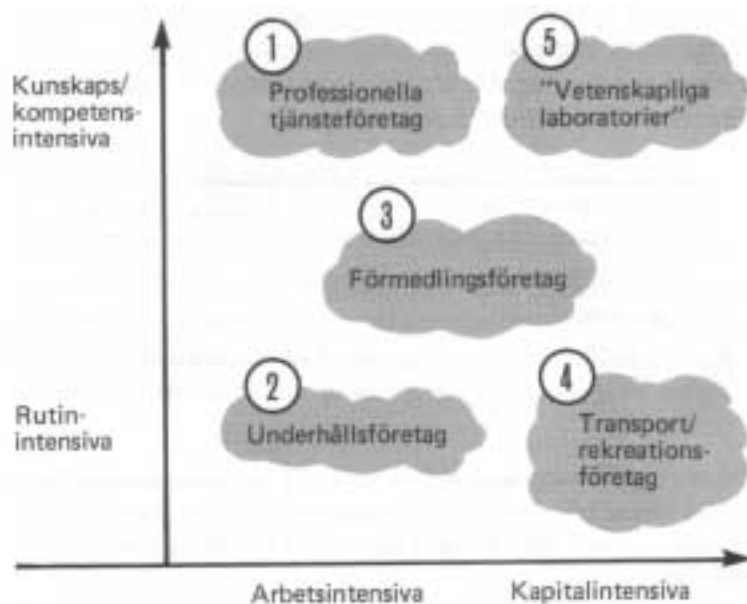 1
5
Kunskaps/
kompetens-
intensiva
Professionella
tjänsteföretag
"Vetenskapliga
laboratorier"
3
Förmedlingsföretag
2
4
Rutin-
intensiva
Underhållsföretag
Transport/
rekreations-
företag
Arbetsintensiva
Kapitalintensiva